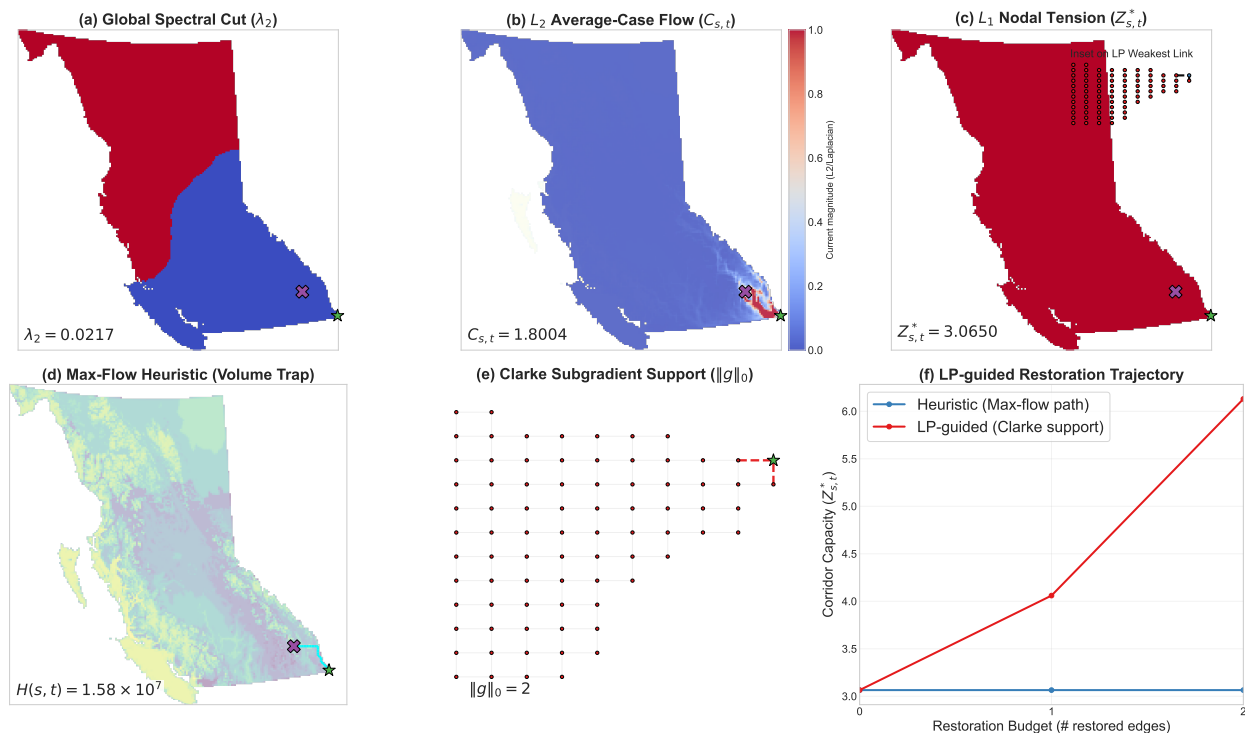 (a) Global Spectral Cut (λ₂)
λ₂ = 0.0217
(b) L₂ Average-Case Flow (C_{s,t})
C_{s,t} = 1.8004
1.0
0.8
0.6
0.4
0.2
0.0
Current magnitude (L2/Laplacian)
(c) L₁ Nodal Tension (Z*_{s,t})
Inset on LP Weakest Link
Z*_{s,t} = 3.0650
(d) Max-Flow Heuristic (Volume Trap)
H(s, t) = 1.58 × 10⁷
(e) Clarke Subgradient Support (‖g‖₀)
‖g‖₀ = 2
(f) LP-guided Restoration Trajectory
Heuristic (Max-flow path)
LP-guided (Clarke support)
6.0
5.5
5.0
4.5
4.0
3.5
3.0
Corridor Capacity (Z*_{s,t})
0
1
2
Restoration Budget (# restored edges)